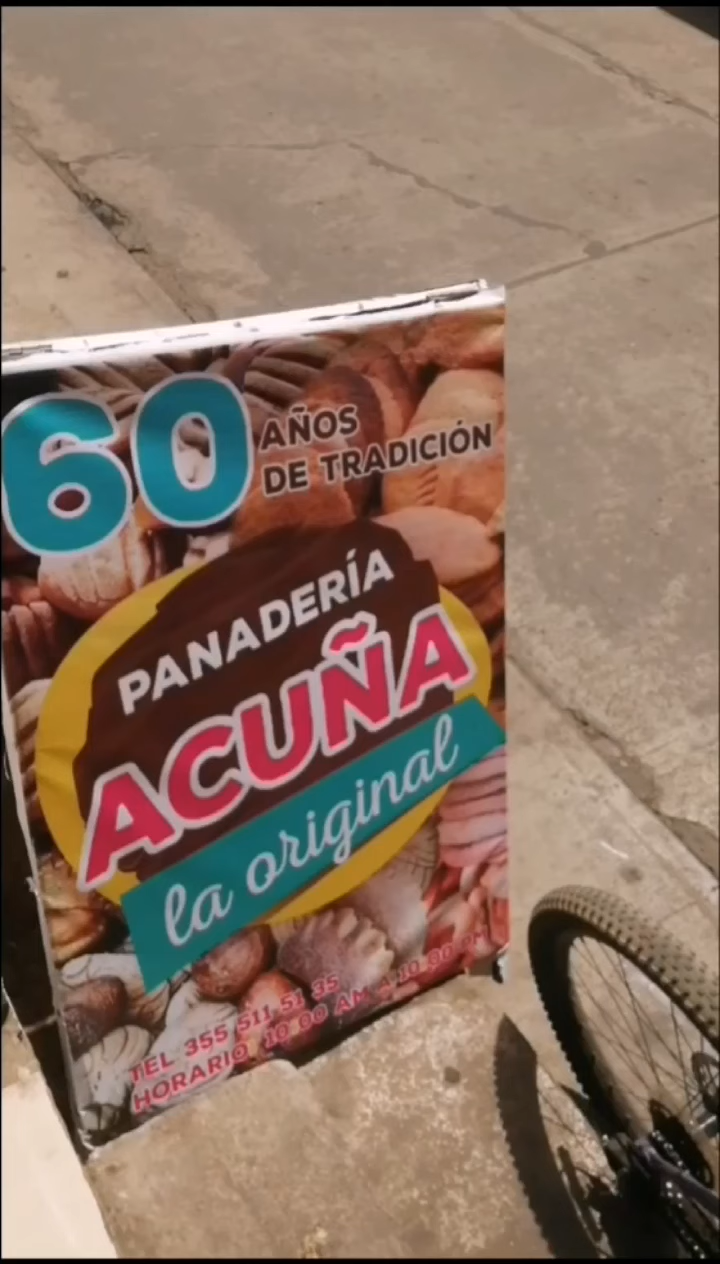 60 AÑOS
DE TRADICIÓN
PANADERÍA
ACUÑA
la original
TEL 355 511 51 35
HORARIO 10 00 AM A 10 00 PM